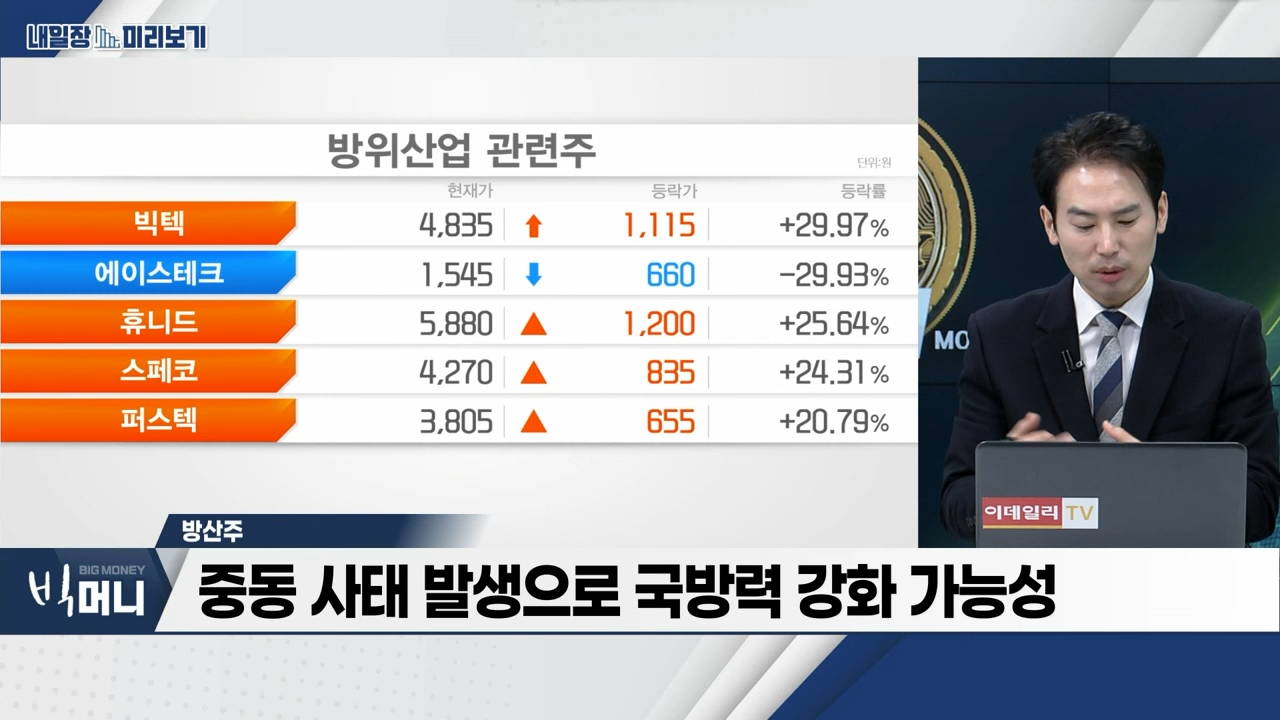 내일장 미리보기
방위산업 관련주
단위:원
현재가 등락가 등락률
빅텍 4,835 1,115 +29.97%
에이스테크 1,545 660 -29.93%
휴니드 5,880 ▲ 1,200 +25.64%
스페코 4,270 ▲ 835 +24.31%
퍼스텍 3,805 ▲ 655 +20.79%
MO
이데일리 TV
방산주
BIG MONEY
빅머니
중동 사태 발생으로 국방력 강화 가능성